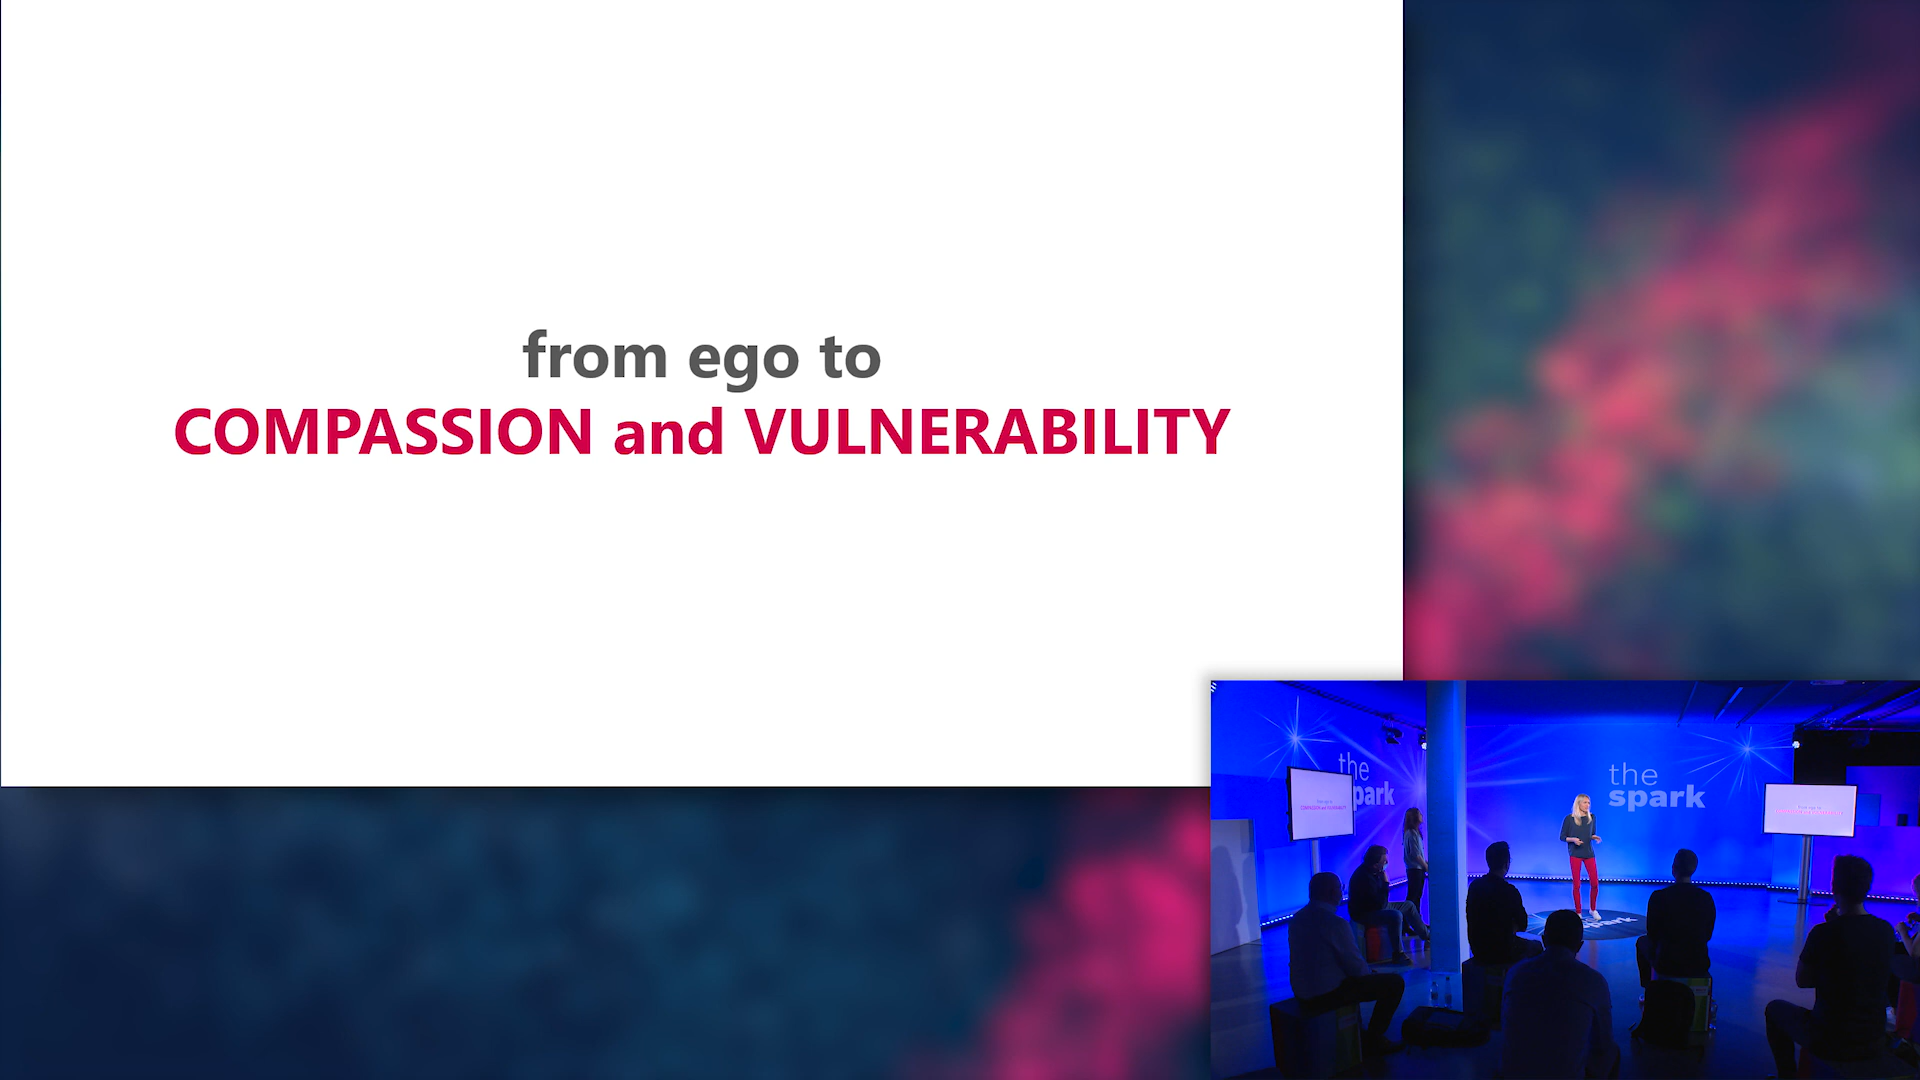 from ego to
COMPASSION and VULNERABILITY
the
spark
the
spark